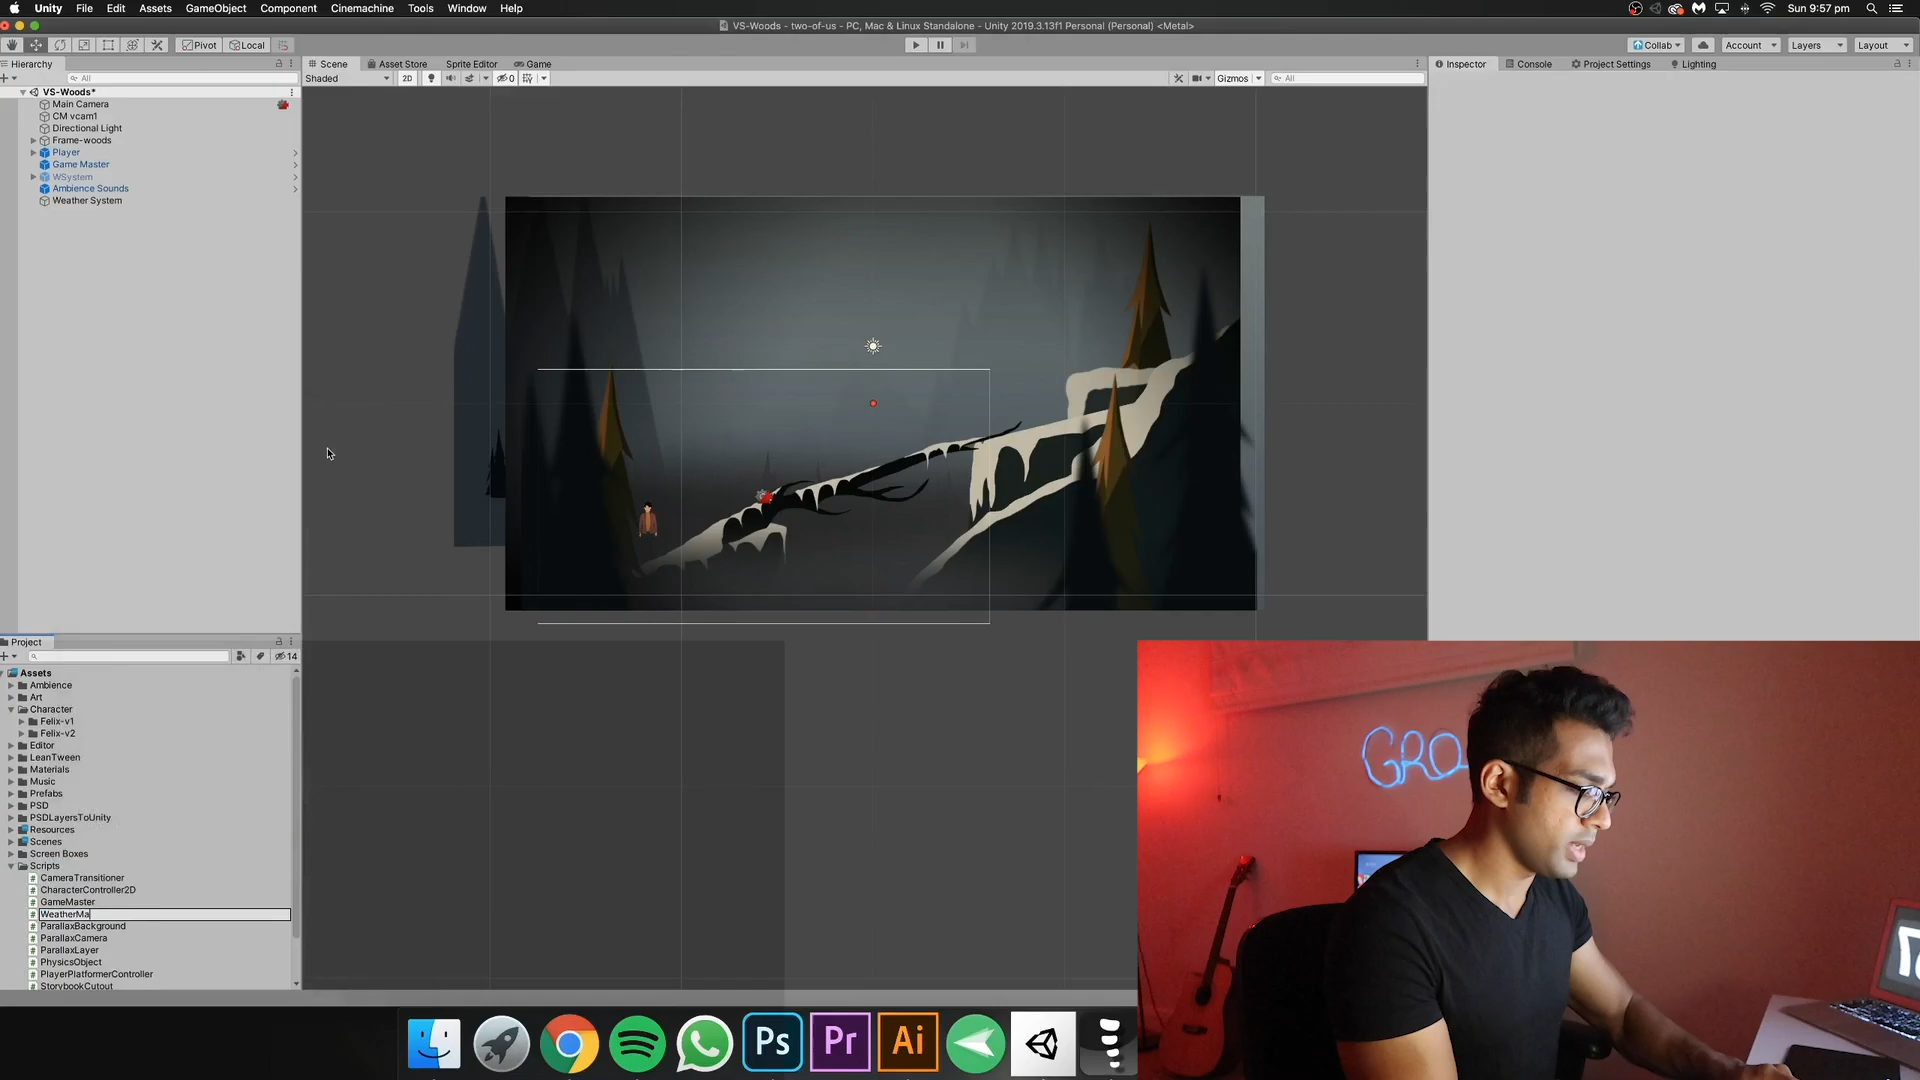 Unity File Edit Assets GameObject Component Cinemachine Tools Window Help Sun 9:57 pm
VS-Woods - two-of-us - PC, Mac & Linux Standalone - Unity 2019.3.13f1 Personal (Personal) <Metal>
Pivot Local Collab Account Layers Layout
Hierarchy Scene Asset Store Sprite Editor Game Inspector Console Project Settings Lighting
All Shaded 2D 0 Gizmos All
VS-Woods*
Main Camera
CM vcam1
Directional Light
Frame-woods
Player
Game Master
WSystem
Ambience Sounds
Weather System
Project
14
Assets
Ambience
Art
Character
Felix-v1
Felix-v2
Editor
LeanTween
Materials
Music
Prefabs
PSD
PSDLayersToUnity
Resources
Scenes
Screen Boxes
Scripts
CameraTransitioner
CharacterController2D
GameMaster
WeatherMa
ParallaxBackground
ParallaxCamera
ParallaxLayer
PhysicsObject
PlayerPlatformerController
StorybookCutout
GRO
Ps Pr Ai